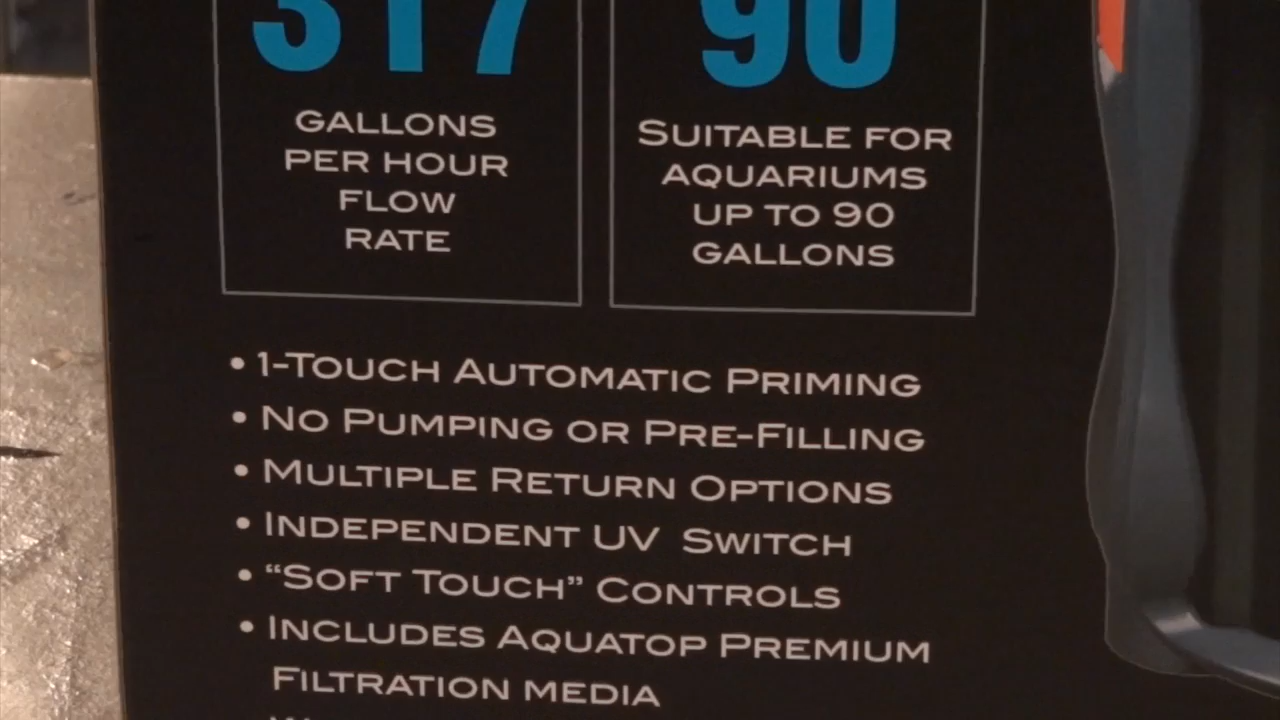 317
GALLONS
PER HOUR
FLOW
RATE
90
SUITABLE FOR
AQUARIUMS
UP TO 90
GALLONS
• 1-TOUCH AUTOMATIC PRIMING
• NO PUMPING OR PRE-FILLING
• MULTIPLE RETURN OPTIONS
• INDEPENDENT UV SWITCH
• “SOFT TOUCH” CONTROLS
• INCLUDES AQUATOP PREMIUM
FILTRATION MEDIA